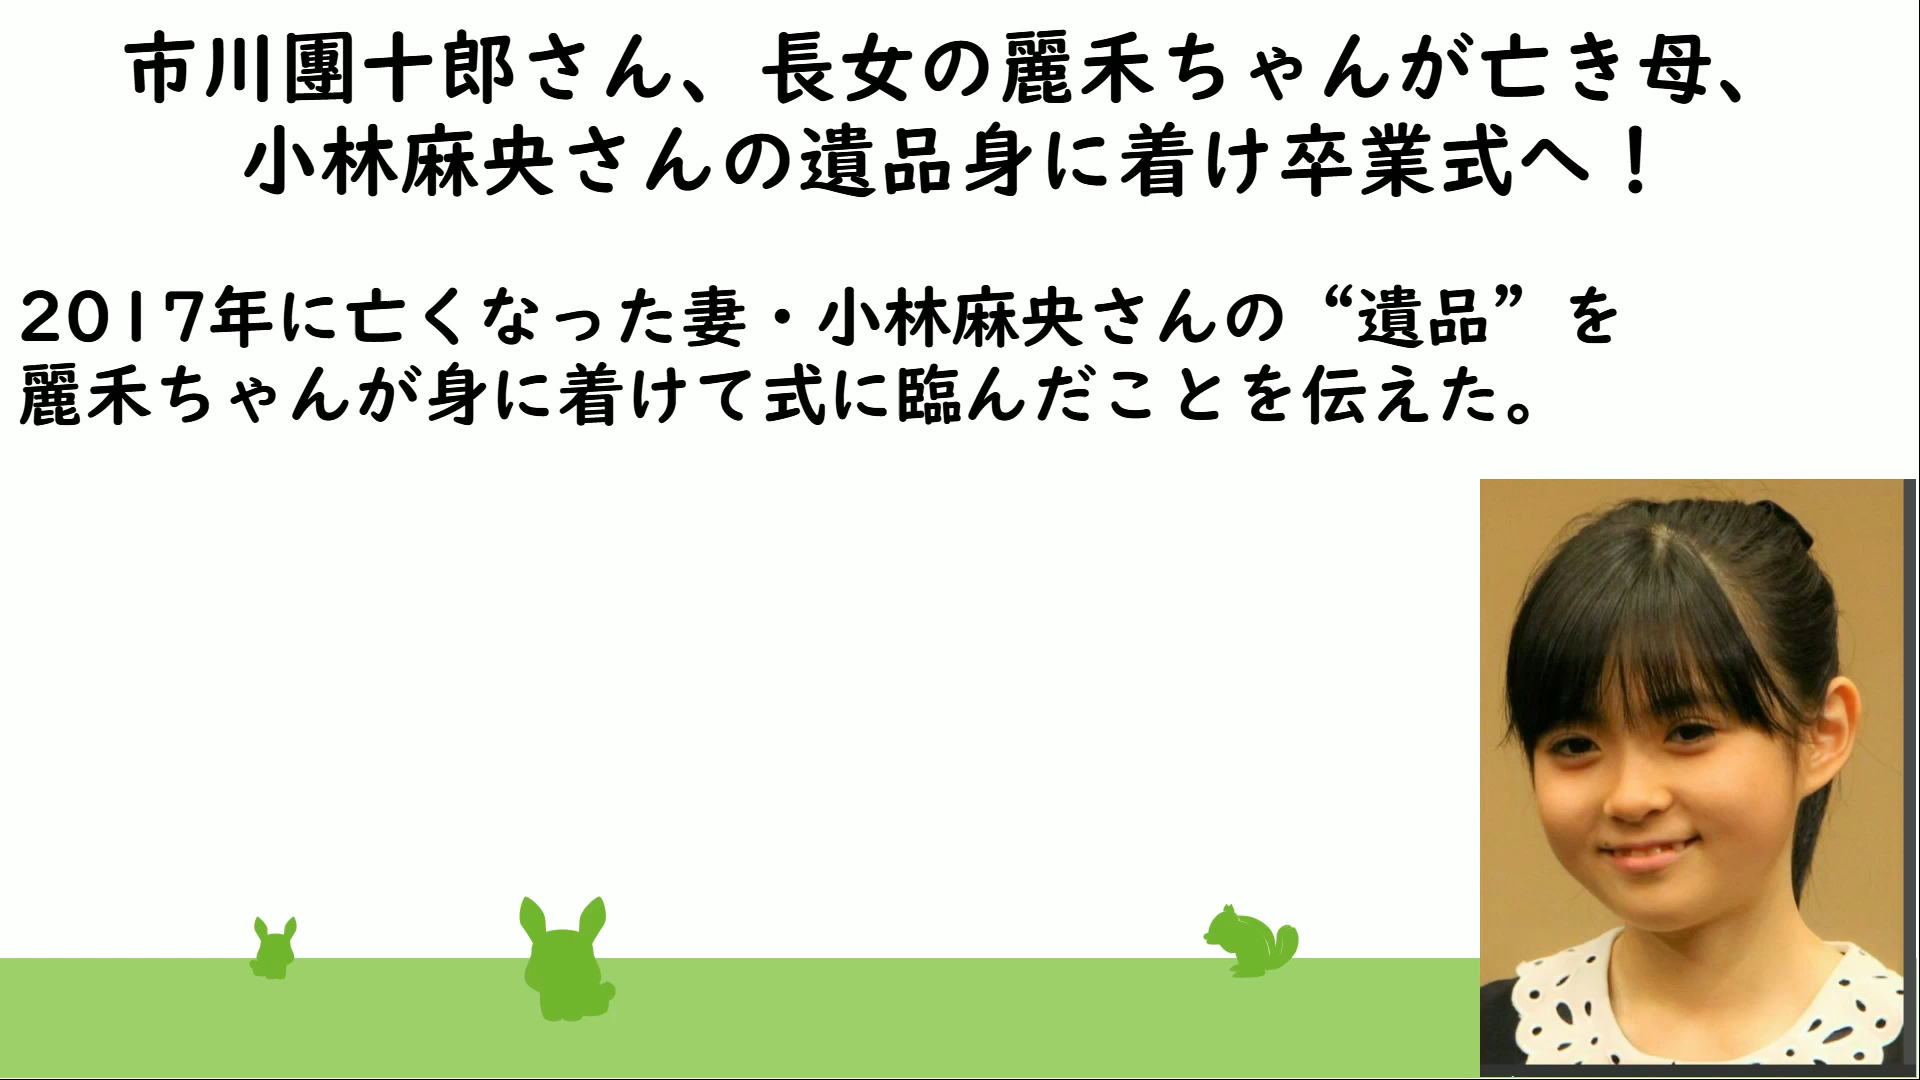 市川團十郎さん、長女の麗禾ちゃんが亡き母、
小林麻央さんの遺品身に着け卒業式へ！
2017年に亡くなった妻・小林麻央さんの“遺品”を
麗禾ちゃんが身に着けて式に臨んだことを伝えた。